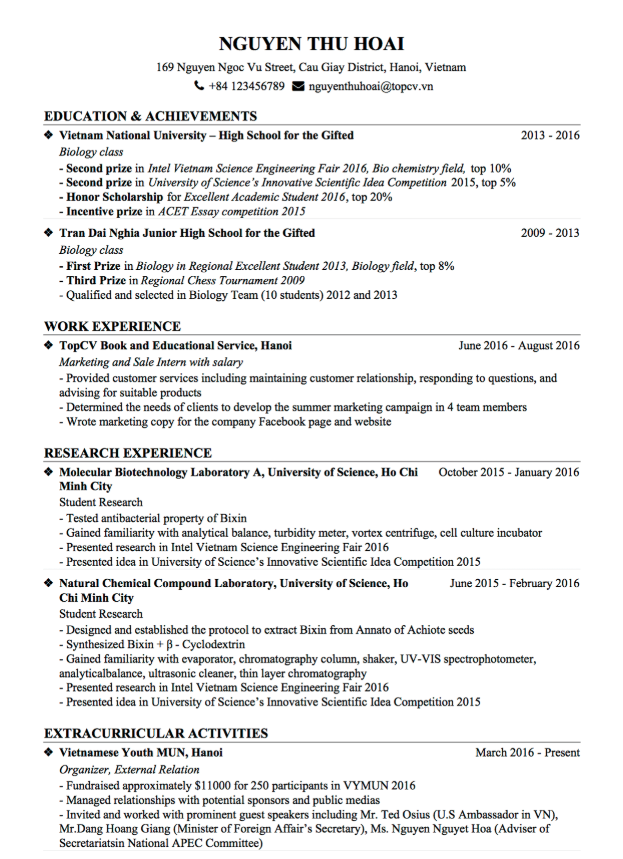 NGUYEN THU HOAI
169 Nguyen Ngoc Vu Street, Cau Giay District, Hanoi, Vietnam
+84 123456789 nguyenthuhoai@topcv.vn
EDUCATION & ACHIEVEMENTS
❖ Vietnam National University – High School for the Gifted 2013 - 2016
Biology class
- Second prize in Intel Vietnam Science Engineering Fair 2016, Bio chemistry field, top 10%
- Second prize in University of Science's Innovative Scientific Idea Competition 2015, top 5%
- Honor Scholarship for Excellent Academic Student 2016, top 20%
- Incentive prize in ACET Essay competition 2015
❖ Tran Dai Nghia Junior High School for the Gifted 2009 - 2013
Biology class
- First Prize in Biology in Regional Excellent Student 2013, Biology field, top 8%
- Third Prize in Regional Chess Tournament 2009
- Qualified and selected in Biology Team (10 students) 2012 and 2013
WORK EXPERIENCE
❖ TopCV Book and Educational Service, Hanoi June 2016 - August 2016
Marketing and Sale Intern with salary
- Provided customer services including maintaining customer relationship, responding to questions, and
advising for suitable products
- Determined the needs of clients to develop the summer marketing campaign in 4 team members
- Wrote marketing copy for the company Facebook page and website
RESEARCH EXPERIENCE
❖ Molecular Biotechnology Laboratory A, University of Science, Ho Chi October 2015 - January 2016
Minh City
Student Research
- Tested antibacterial property of Bixin
- Gained familiarity with analytical balance, turbidity meter, vortex centrifuge, cell culture incubator
- Presented research in Intel Vietnam Science Engineering Fair 2016
- Presented idea in University of Science's Innovative Scientific Idea Competition 2015
❖ Natural Chemical Compound Laboratory, University of Science, Ho June 2015 - February 2016
Chi Minh City
Student Research
- Designed and established the protocol to extract Bixin from Annato of Achiote seeds
- Synthesized Bixin + β - Cyclodextrin
- Gained familiarity with evaporator, chromatography column, shaker, UV-VIS spectrophotometer,
analyticalbalance, ultrasonic cleaner, thin layer chromatography
- Presented research in Intel Vietnam Science Engineering Fair 2016
- Presented idea in University of Science's Innovative Scientific Idea Competition 2015
EXTRACURRICULAR ACTIVITIES
❖ Vietnamese Youth MUN, Hanoi March 2016 - Present
Organizer, External Relation
- Fundraised approximately $11000 for 250 participants in VYMUN 2016
- Managed relationships with potential sponsors and public medias
- Invited and worked with prominent guest speakers including Mr. Ted Osius (U.S Ambassador in VN),
Mr.Dang Hoang Giang (Minister of Foreign Affair's Secretary), Ms. Nguyen Nguyet Hoa (Adviser of
Secretariatsin National APEC Committee)